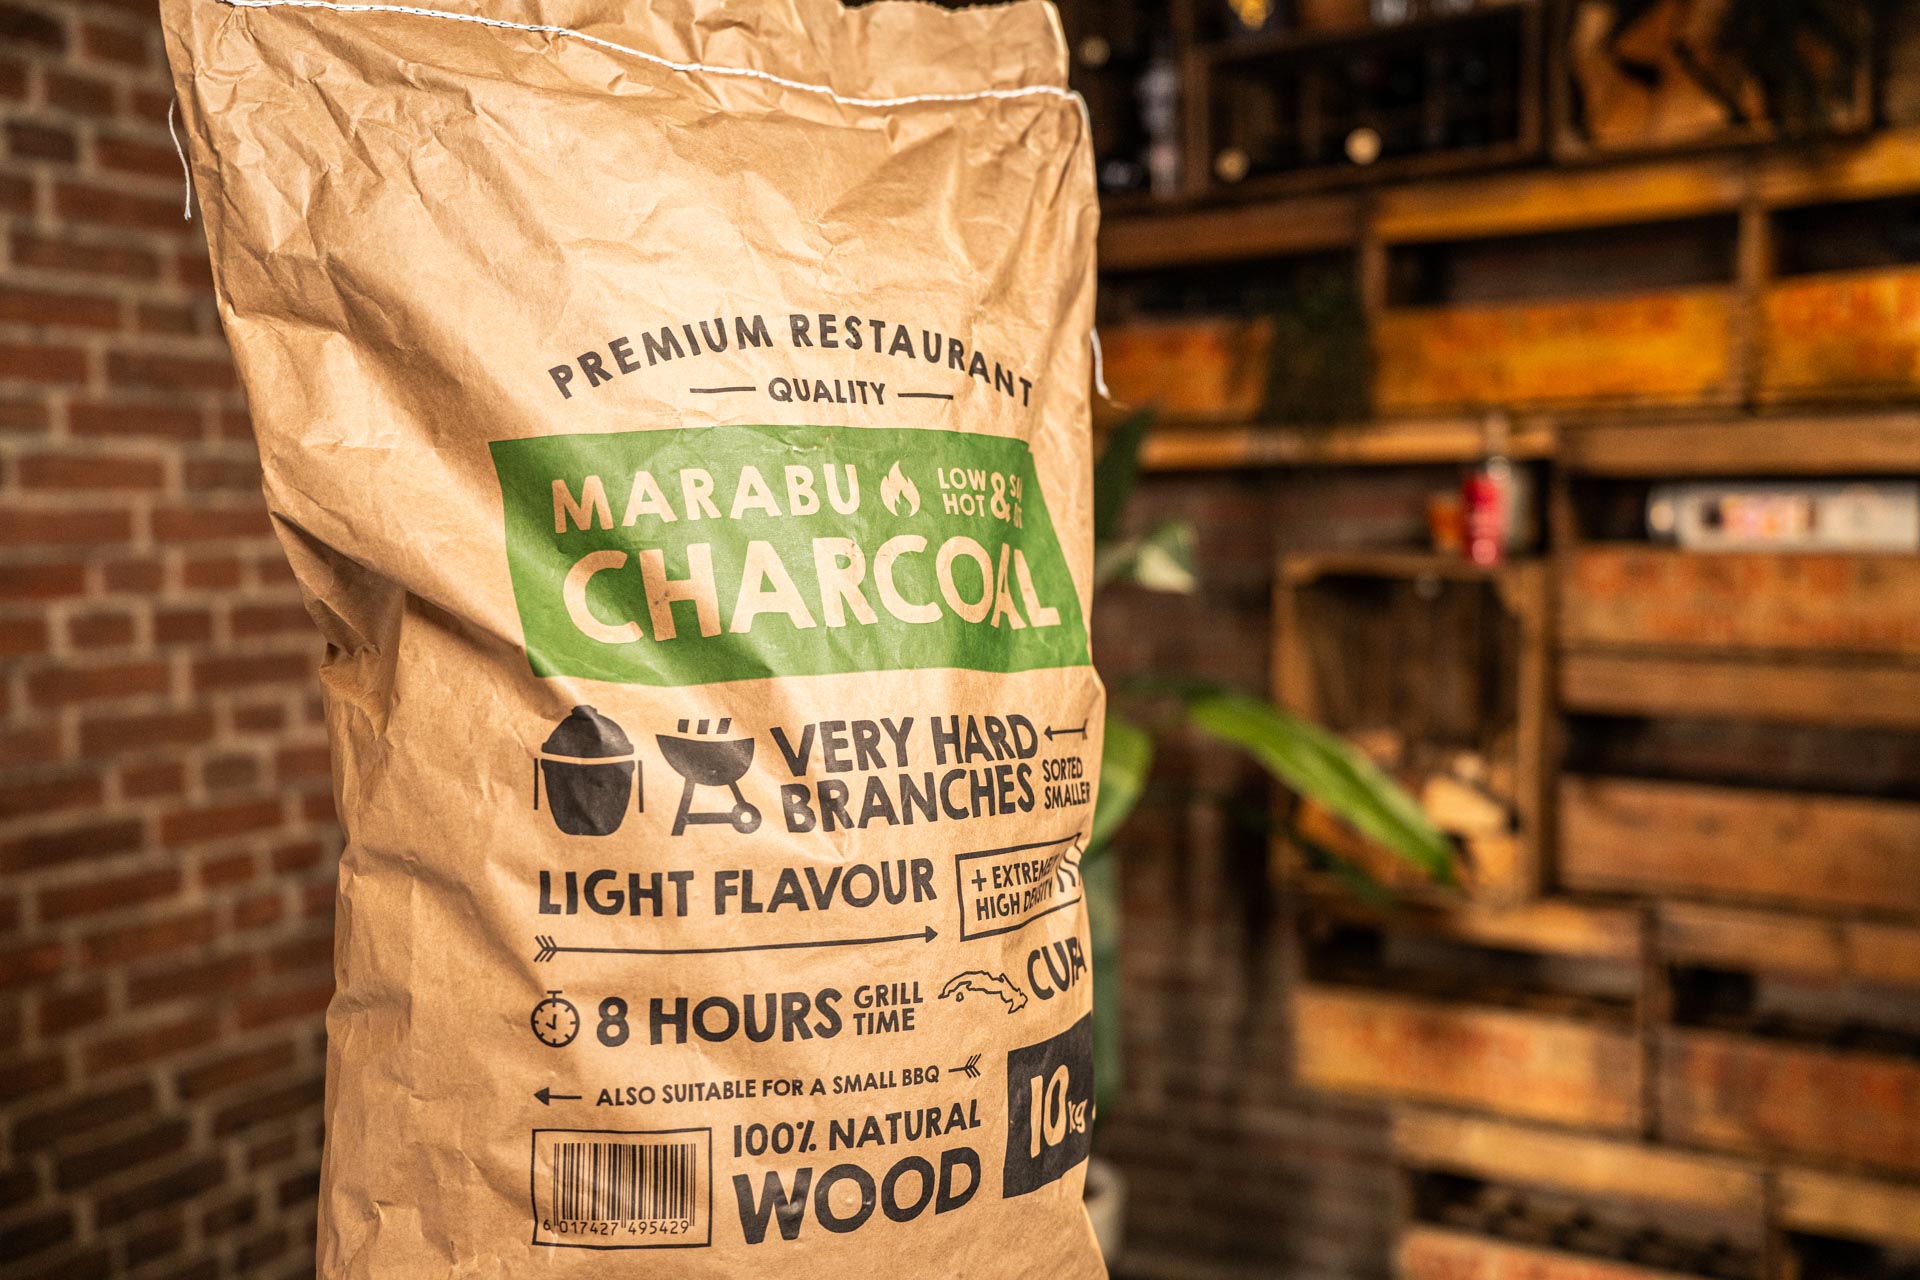 PREMIUM RESTAURANT
QUALITY
MARABU
LOW &
HOT &
CHARCOAL
VERY HARD
BRANCHES
SORTED
SMALLER
LIGHT FLAVOUR
+ EXTREMELY
HIGH DENSITY
8 HOURS
GRILL
TIME
ALSO SUITABLE FOR A SMALL BBQ
100% NATURAL
WOOD
10kg
6 017427 495429